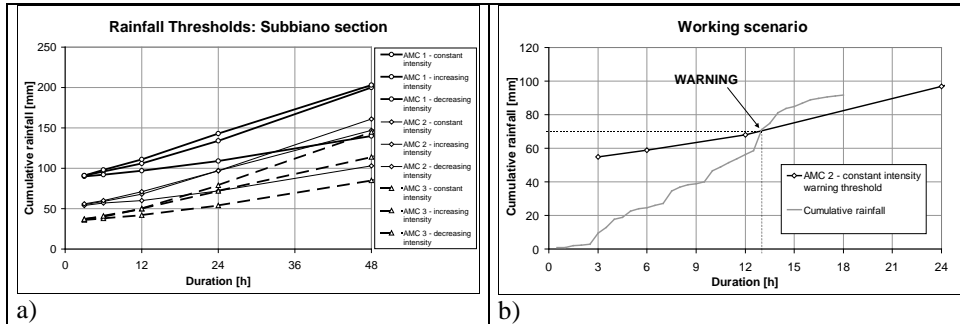 Rainfall Thresholds: Subbiano section
Cumulative rainfall [mm]
250
200
150
100
50
0
0 12 24 36 48
Duration [h]
AMC 1 - constant
intensity
AMC 1 - increasing
intensity
AMC 1 - decreasing
intensity
AMC 2 - constant
intensity
AMC 2 - increasing
intensity
AMC 2 - decreasing
intensity
AMC 3 - constant
intensity
AMC 3 - increasing
intensity
AMC 3 - decreasing
intensity
a)
Working scenario
Cumulative rainfall [mm]
120
100
80
60
40
20
0
0 3 6 9 12 15 18 21 24
Duration [h]
WARNING
AMC 2 - constant intensity
warning threshold
Cumulative rainfall
b)